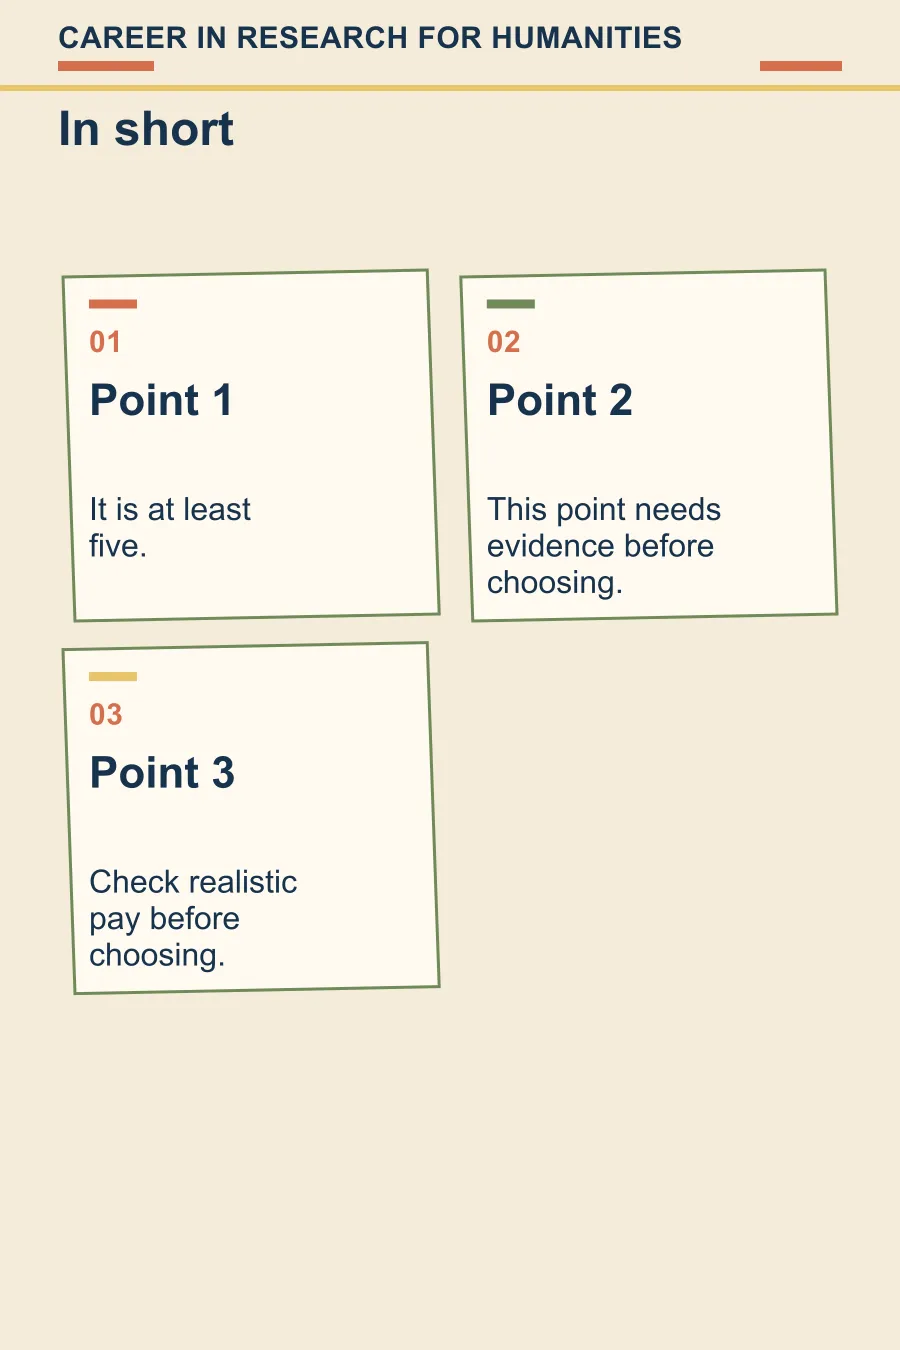 CAREER IN RESEARCH FOR HUMANITIES
In short
01
Point 1
It is at least
five.
02
Point 2
This point needs
evidence before
choosing.
03
Point 3
Check realistic
pay before
choosing.